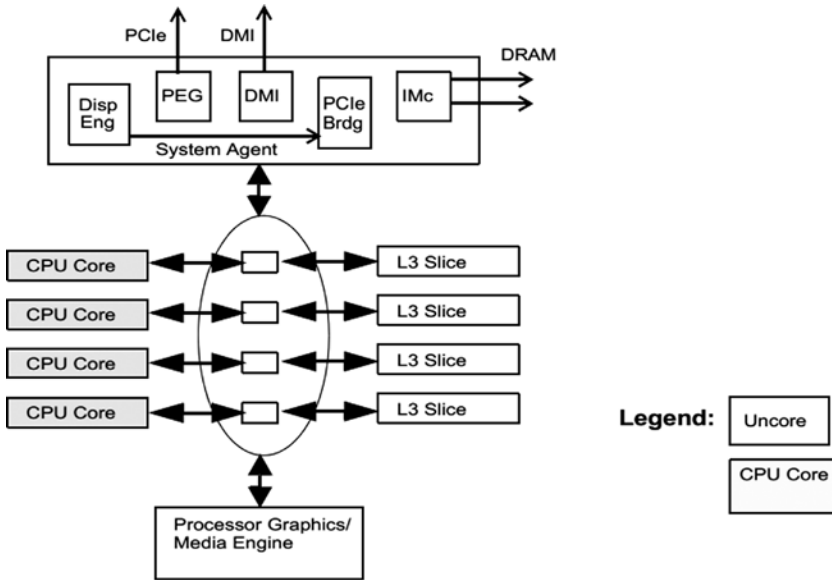 PCIe
DMI
DRAM
Disp
Eng
PEG
DMI
PCIe
Brdg
IMc
System Agent
CPU Core
L3 Slice
CPU Core
L3 Slice
CPU Core
L3 Slice
CPU Core
L3 Slice
Legend:
Uncore
CPU Core
Processor Graphics/
Media Engine